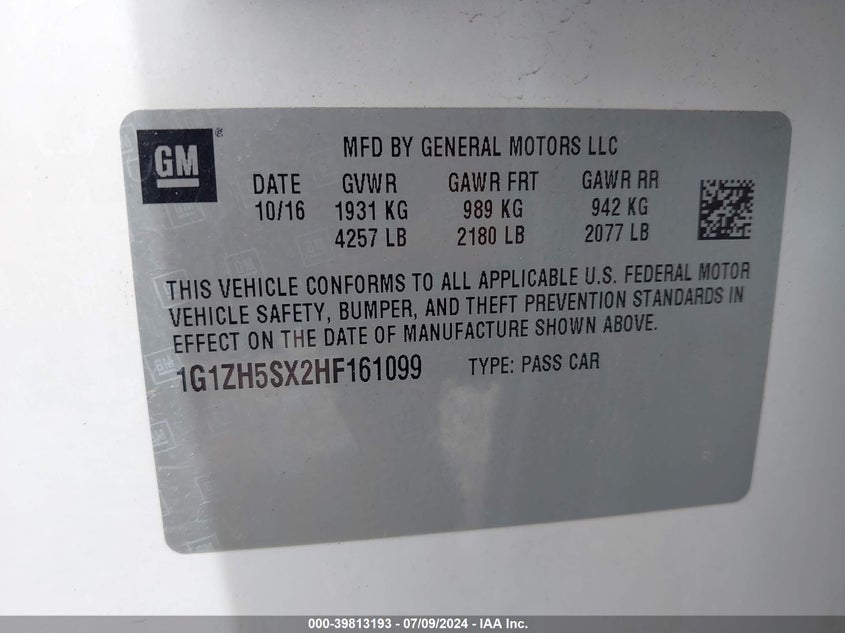 GM®
MFD BY GENERAL MOTORS LLC
DATE GVWR GAWR FRT GAWR RR
10/16 1931 KG 989 KG 942 KG
4257 LB 2180 LB 2077 LB
THIS VEHICLE CONFORMS TO ALL APPLICABLE U.S. FEDERAL MOTOR
VEHICLE SAFETY, BUMPER, AND THEFT PREVENTION STANDARDS IN
EFFECT ON THE DATE OF MANUFACTURE SHOWN ABOVE.
1G1ZH5SX2HF161099 TYPE: PASS CAR
000-39813193 / 07/09/2024 - IAA Inc.